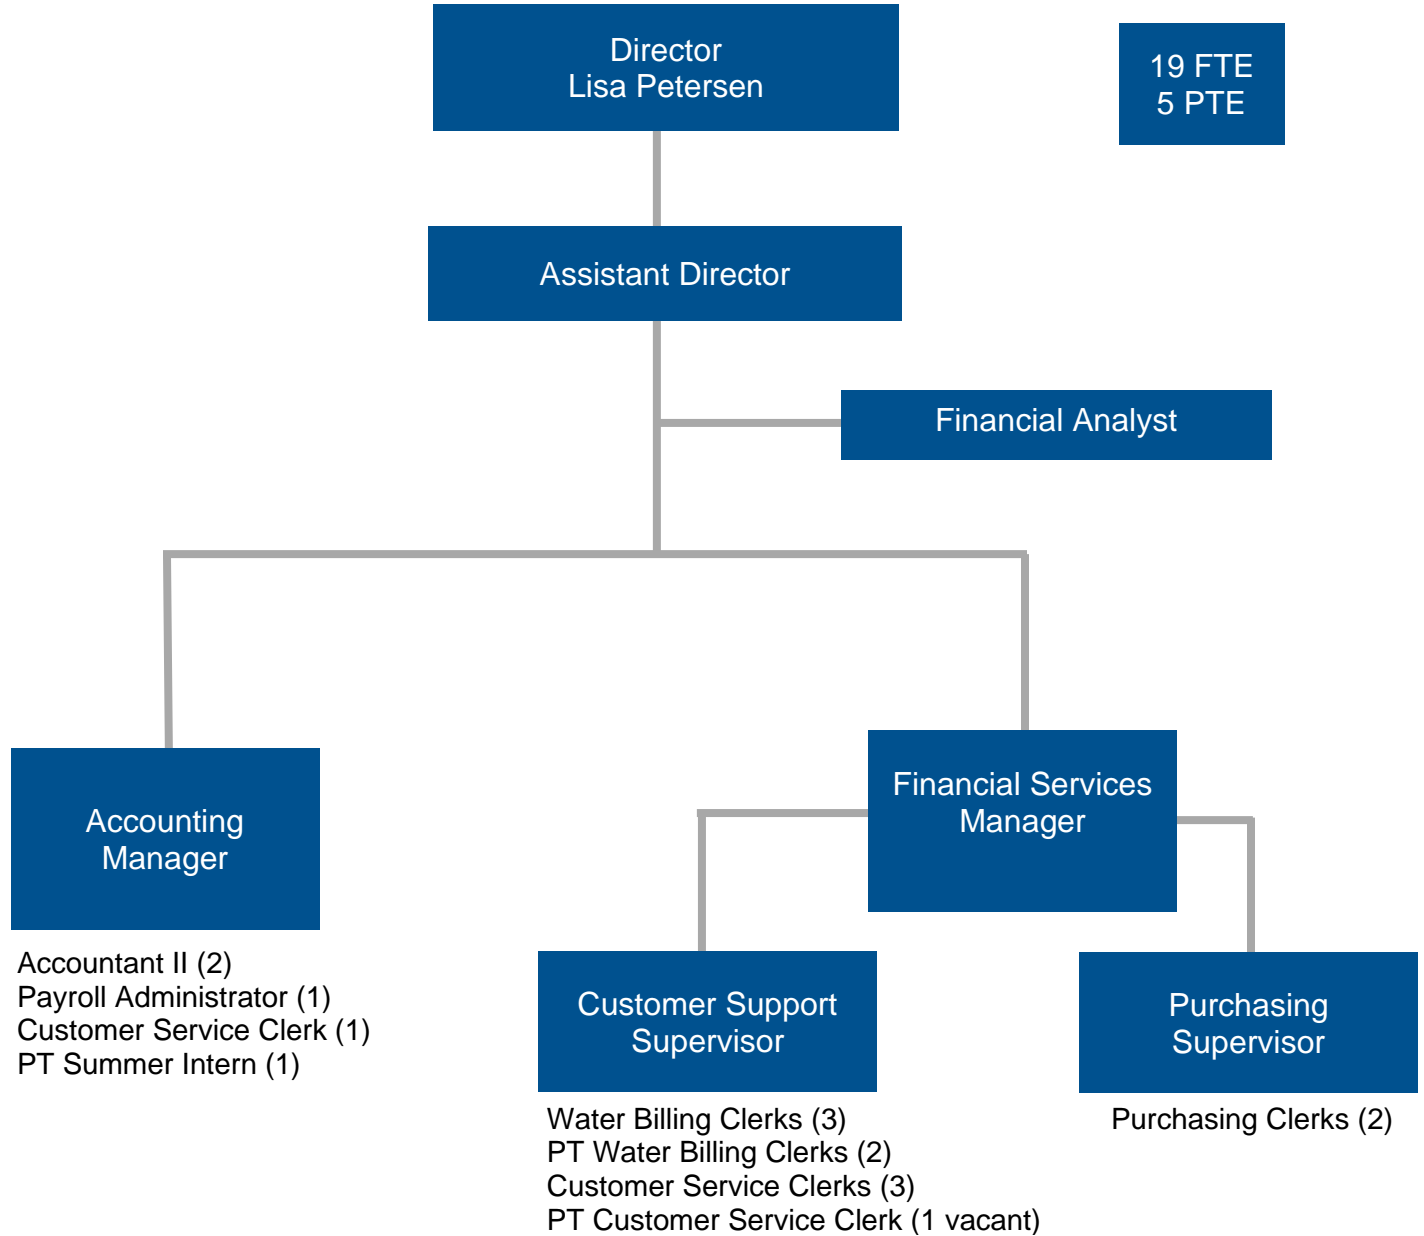 Director
Lisa Petersen
19 FTE
5 PTE
Assistant Director
Financial Analyst
Accounting
Manager
Financial Services
Manager
Accountant II (2)
Payroll Administrator (1)
Customer Service Clerk (1)
PT Summer Intern (1)
Customer Support
Supervisor
Purchasing
Supervisor
Water Billing Clerks (3)
PT Water Billing Clerks (2)
Customer Service Clerks (3)
PT Customer Service Clerk (1 vacant)
Purchasing Clerks (2)